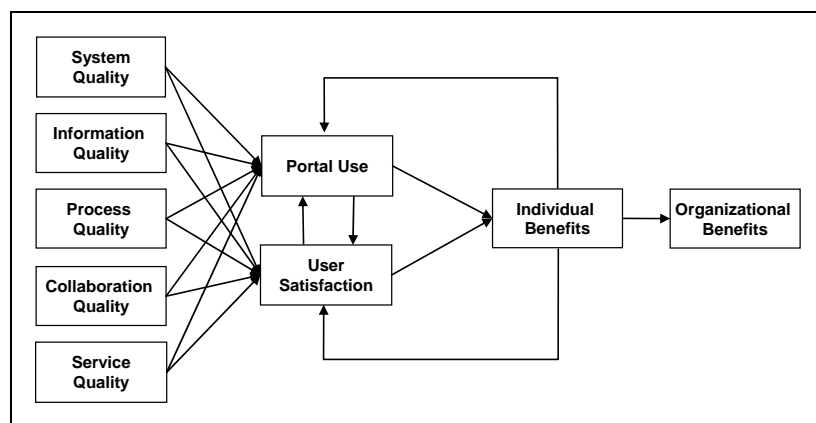 System
Quality
Information
Quality
Process
Quality
Collaboration
Quality
Service
Quality
Portal Use
User
Satisfaction
Individual
Benefits
Organizational
Benefits